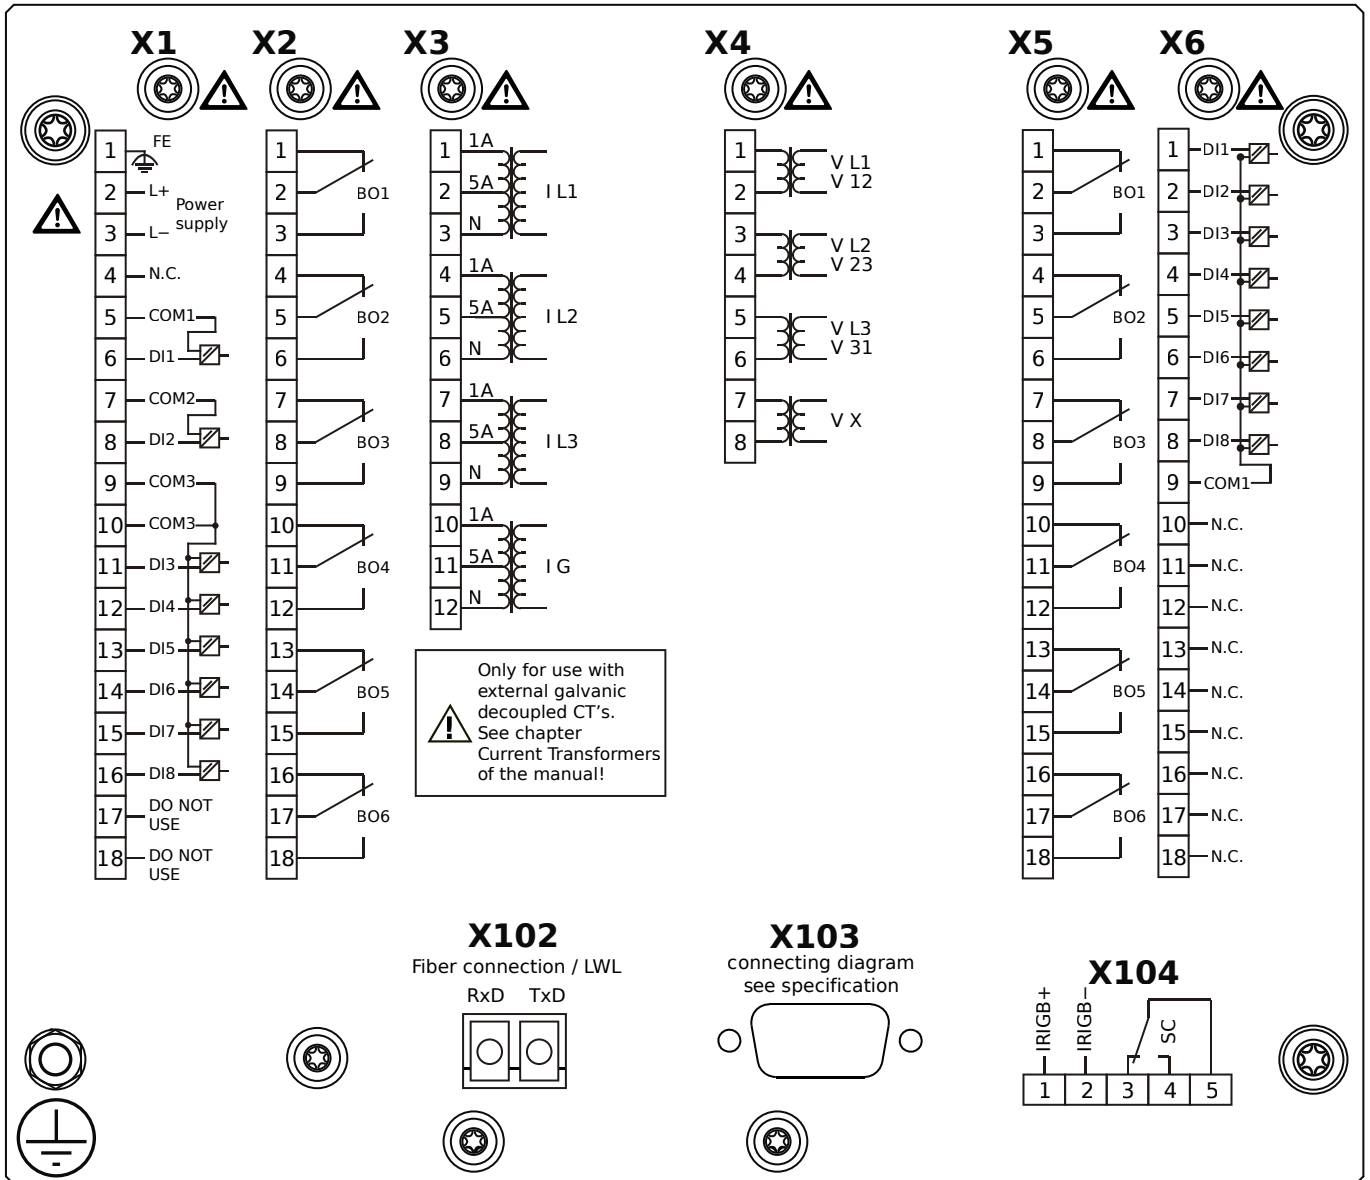 X1
X2
X3
X4
X5
X6
1 FE
2 L+
Power
supply
3 L−
4 N.C.
5 COM1
6 DI1
7 COM2
8 DI2
9 COM3
10 COM3
11 DI3
12 DI4
13 DI5
14 DI6
15 DI7
16 DI8
17 DO NOT
USE
18 DO NOT
USE
1
2 BO1
3
4
5 BO2
6
7
8 BO3
9
10
11 BO4
12
13
14 BO5
15
16
17 BO6
18
1 1A
2 5A I L1
3 N
4 1A
5 5A I L2
6 N
7 1A
8 5A I L3
9 N
10 1A
11 5A I G
12 N
Only for use with
external galvanic
decoupled CT's.
See chapter
Current Transformers
of the manual!
1 V L1
2 V 12
3 V L2
4 V 23
5 V L3
6 V 31
7 V X
8
1
2 BO1
3
4
5 BO2
6
7
8 BO3
9
10
11 BO4
12
13
14 BO5
15
16
17 BO6
18
1 DI1
2 DI2
3 DI3
4 DI4
5 DI5
6 DI6
7 DI7
8 DI8
9 COM1
10 N.C.
11 N.C.
12 N.C.
13 N.C.
14 N.C.
15 N.C.
16 N.C.
17 N.C.
18 N.C.
X102
Fiber connection / LWL
RxD TxD
X103
connecting diagram
see specification
X104
IRIGB+
IRIGB−
SC
1 2 3 4 5